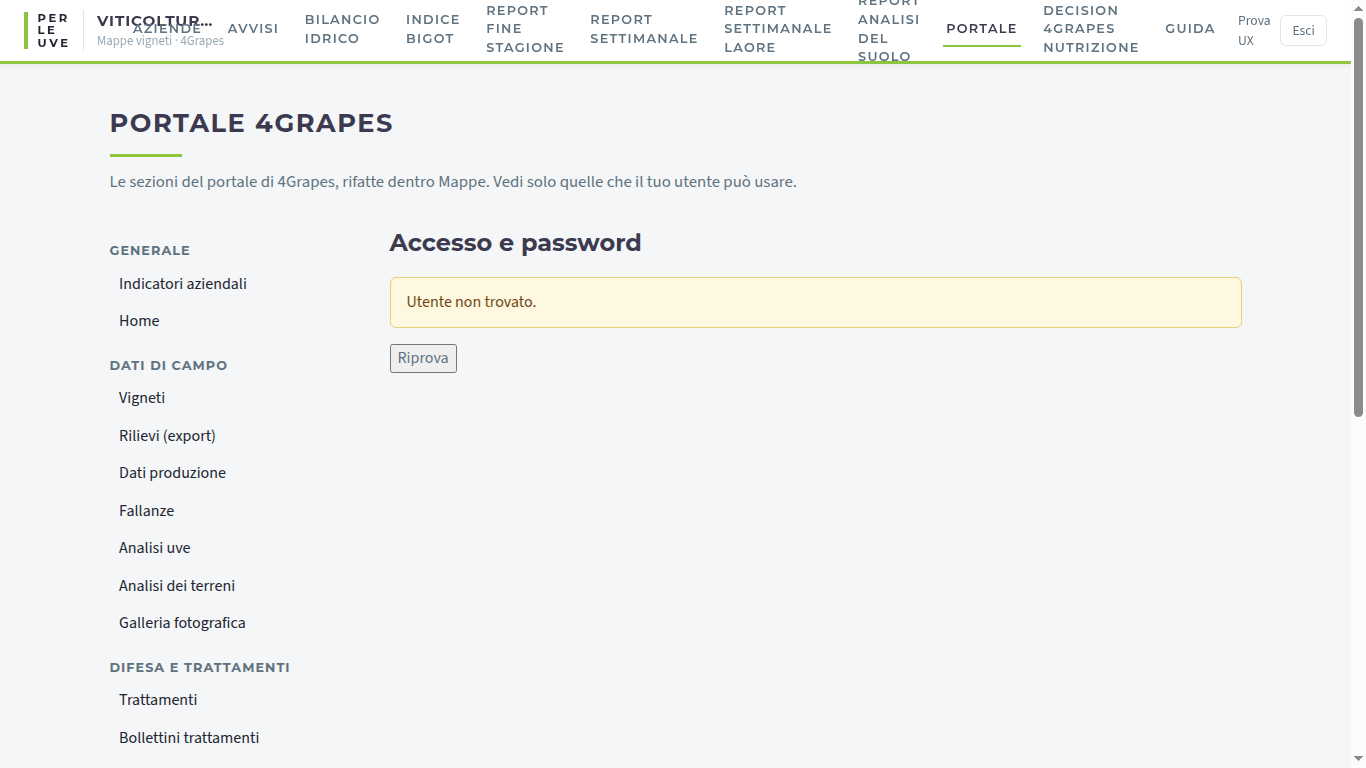 PER
LE
UVE
VITICOLTUR...
Mappe vigneti · 4Grapes
AZIENDE
AVVISI
BILANCIO
IDRICO
INDICE
BIGOT
REPORT
FINE
STAGIONE
REPORT
SETTIMANALE
REPORT
SETTIMANALE
LAORE
REPORT
ANALISI
DEL
SUOLO
PORTALE
DECISION
4GRAPES
NUTRIZIONE
GUIDA
Prova
UX
Esci
PORTALE 4GRAPES
Le sezioni del portale di 4Grapes, rifatte dentro Mappe. Vedi solo quelle che il tuo utente può usare.
GENERALE
Indicatori aziendali
Home
DATI DI CAMPO
Vigneti
Rilievi (export)
Dati produzione
Fallanze
Analisi uve
Analisi dei terreni
Galleria fotografica
DIFESA E TRATTAMENTI
Trattamenti
Bollettini trattamenti
Accesso e password
Utente non trovato.
Riprova